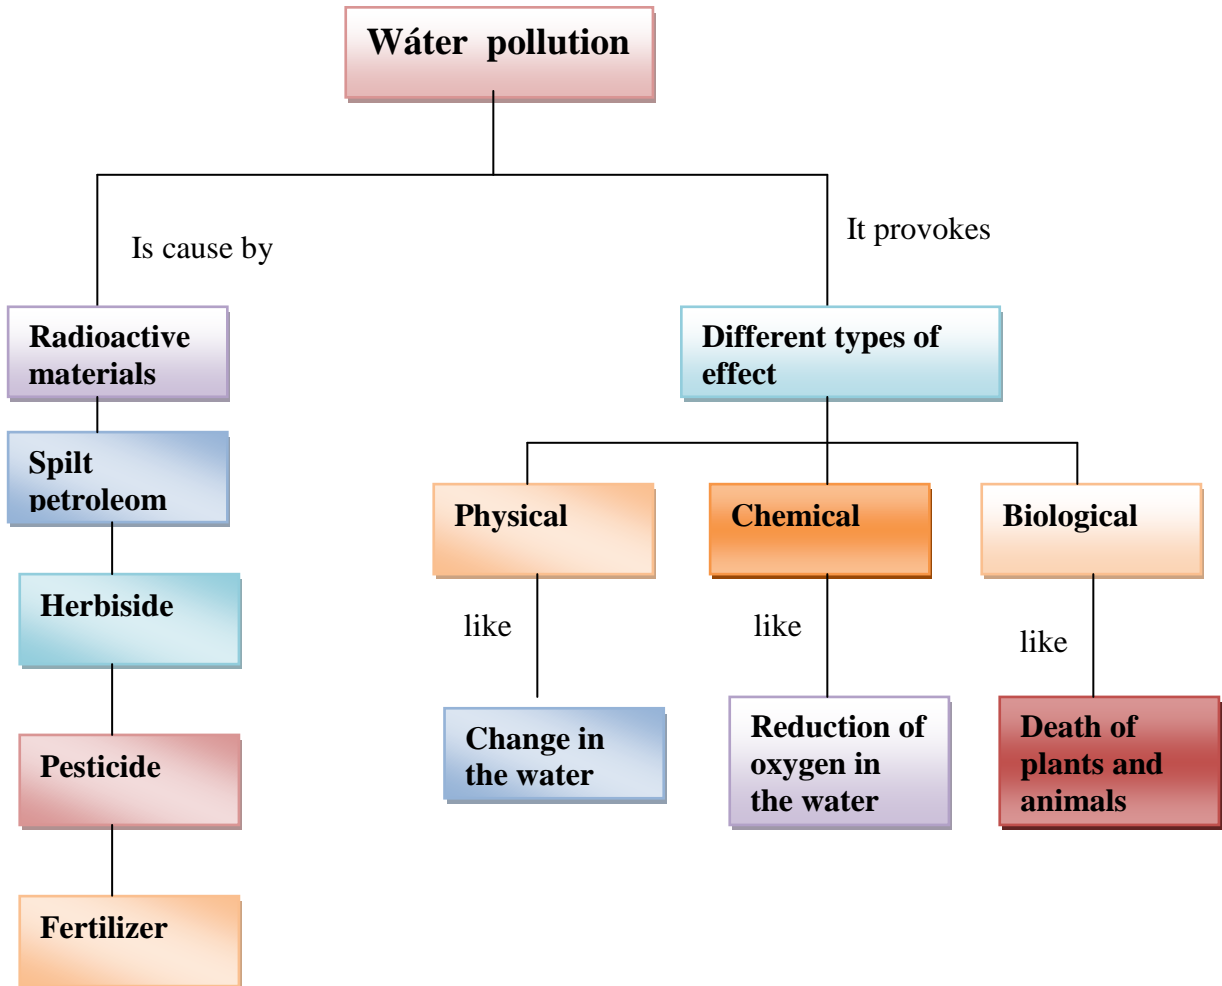 Wáter pollution
Is cause by
It provokes
Radioactive
materials
Spilt
petroleom
Herbiside
Pesticide
Fertilizer
Different types of
effect
Physical
Chemical
Biological
like
like
like
Change in
the water
Reduction of
oxygen in
the water
Death of
plants and
animals